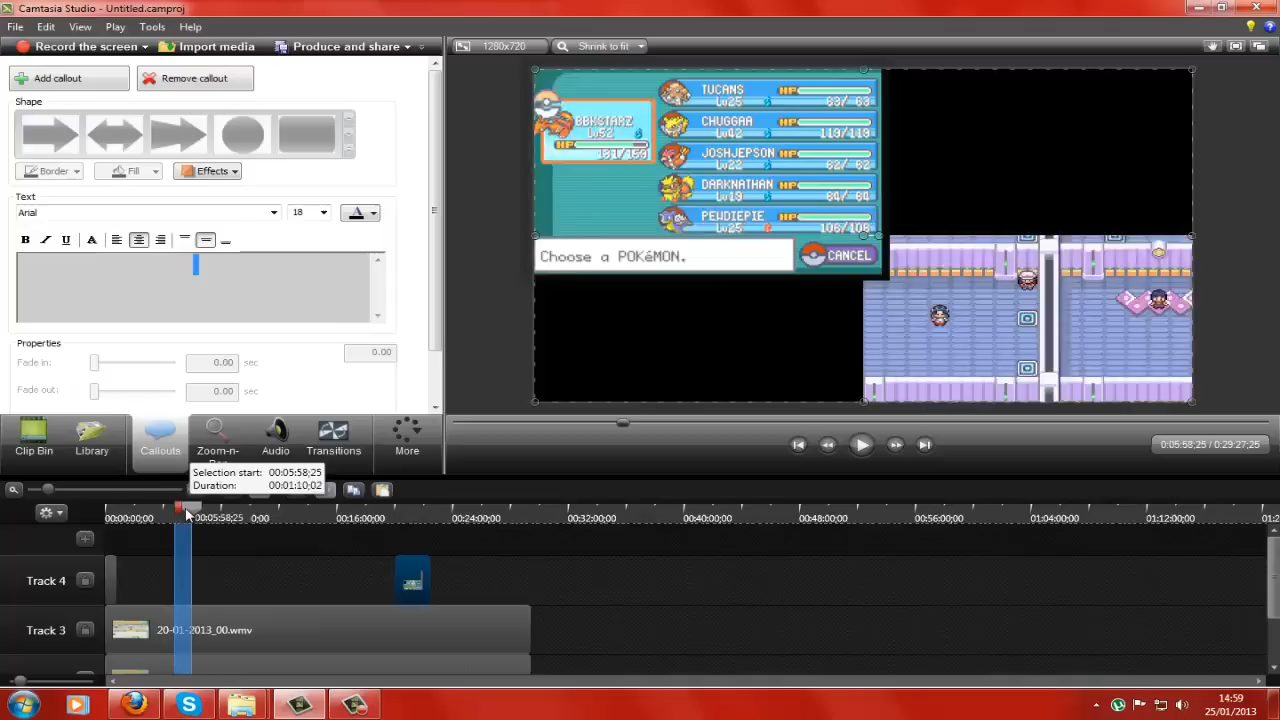 Camtasia Studio - Untitled.camproj
File Edit View Play Tools Help
Record the screen Import media Produce and share 1280x720 Shrink to fit
Add callout Remove callout
Shape
Border Fill Effects
Text
Arial 18
B I U A
Properties
Fade in: 0.00 sec 0.00
Fade out: 0.00 sec
TUCANS
Lv25 63/ 63
BBKSTARZ
Lv52
HP
131/159
CHUGGAA
Lv42 119/119
JOSHJEPSON
Lv22 62/ 62
DARKNATHAN
Lv19 64/ 64
PEWDIEPIE
Lv25 106/106
Choose a POKéMON. CANCEL
Clip Bin Library Callouts Zoom-n- Audio Transitions More
0:05:58;25 / 0:29:27;25
Selection start: 00:05:58;25
Duration: 00:01:10;02
00:00:00;00 00:05:58;25 0;00 00:16:00;00 00:24:00;00 00:32:00;00 00:40:00;00 00:48:00;00 00:56:00;00 01:04:00;00 01:12:00;00
Track 4
Track 3 20-01-2013_00.wmv
14:59
25/01/2013